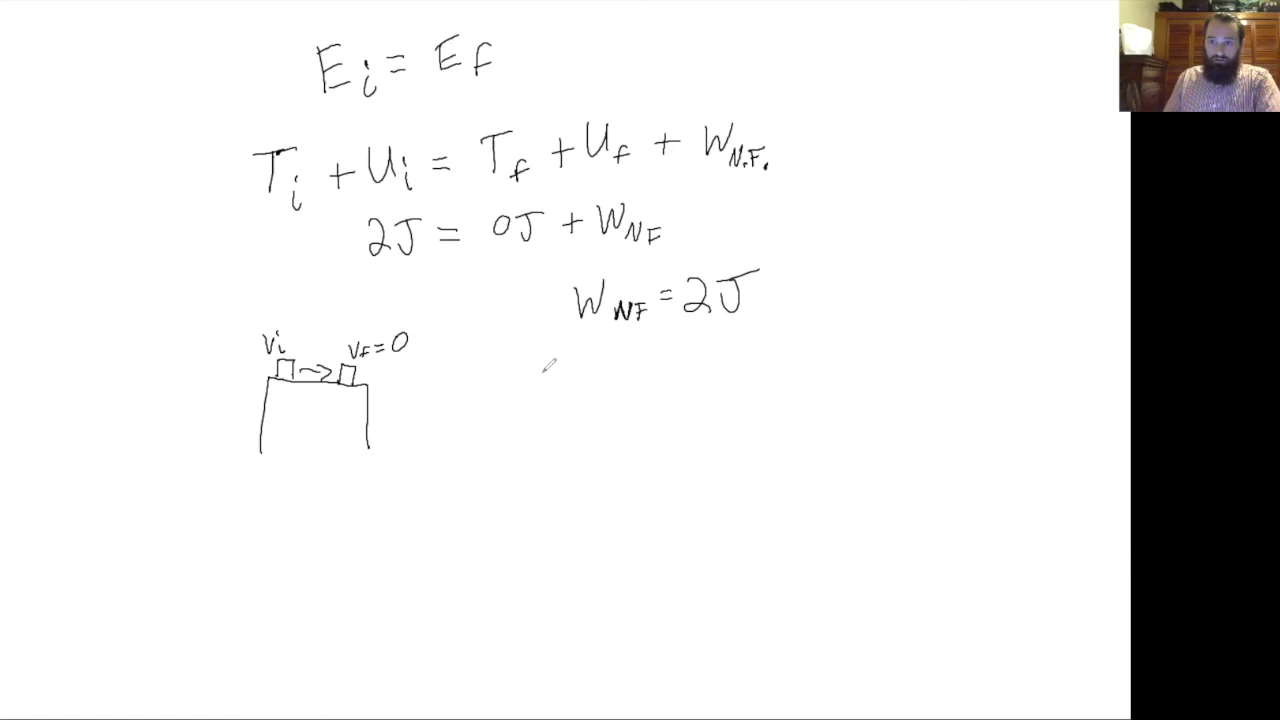 Ei = Ef
Ti + Ui = Tf + Uf + WN.F.
2J = 0J + WNF
WNF = 2J
Vi
Vf = 0